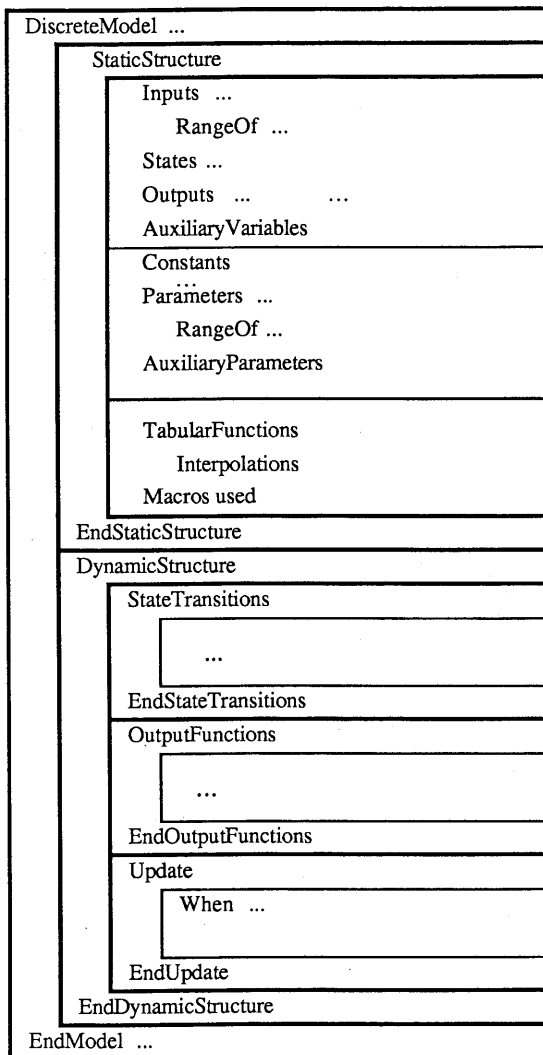 DiscreteModel ...
StaticStructure
Inputs ...
RangeOf ...
States ...
Outputs ... ...
AuxiliaryVariables
Constants
...
Parameters ...
RangeOf ...
AuxiliaryParameters
TabularFunctions
Interpolations
Macros used
EndStaticStructure
DynamicStructure
StateTransitions
...
EndStateTransitions
OutputFunctions
...
EndOutputFunctions
Update
When ...
EndUpdate
EndDynamicStructure
EndModel ...